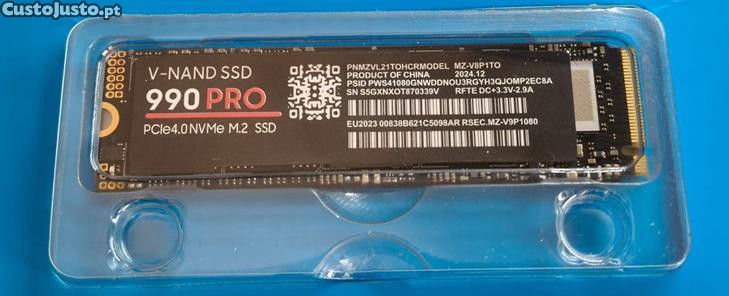 CustoJusto.pt
V-NAND SSD
990 PRO
PCIe4.0 NVMe M.2 SSD
PNMZVL21TOHCRMODEL MZ-V8P1TO
PRODUCT OF CHINA 2024.12
PSID PWS41080GNWDDNOU3RGYH3QJOMP2EC8A
SN S5GXNXOT870339V RFTE DC+3.3V-2.9A
EU2023 00838B621C5098AR RSEC.MZ-V9P1080